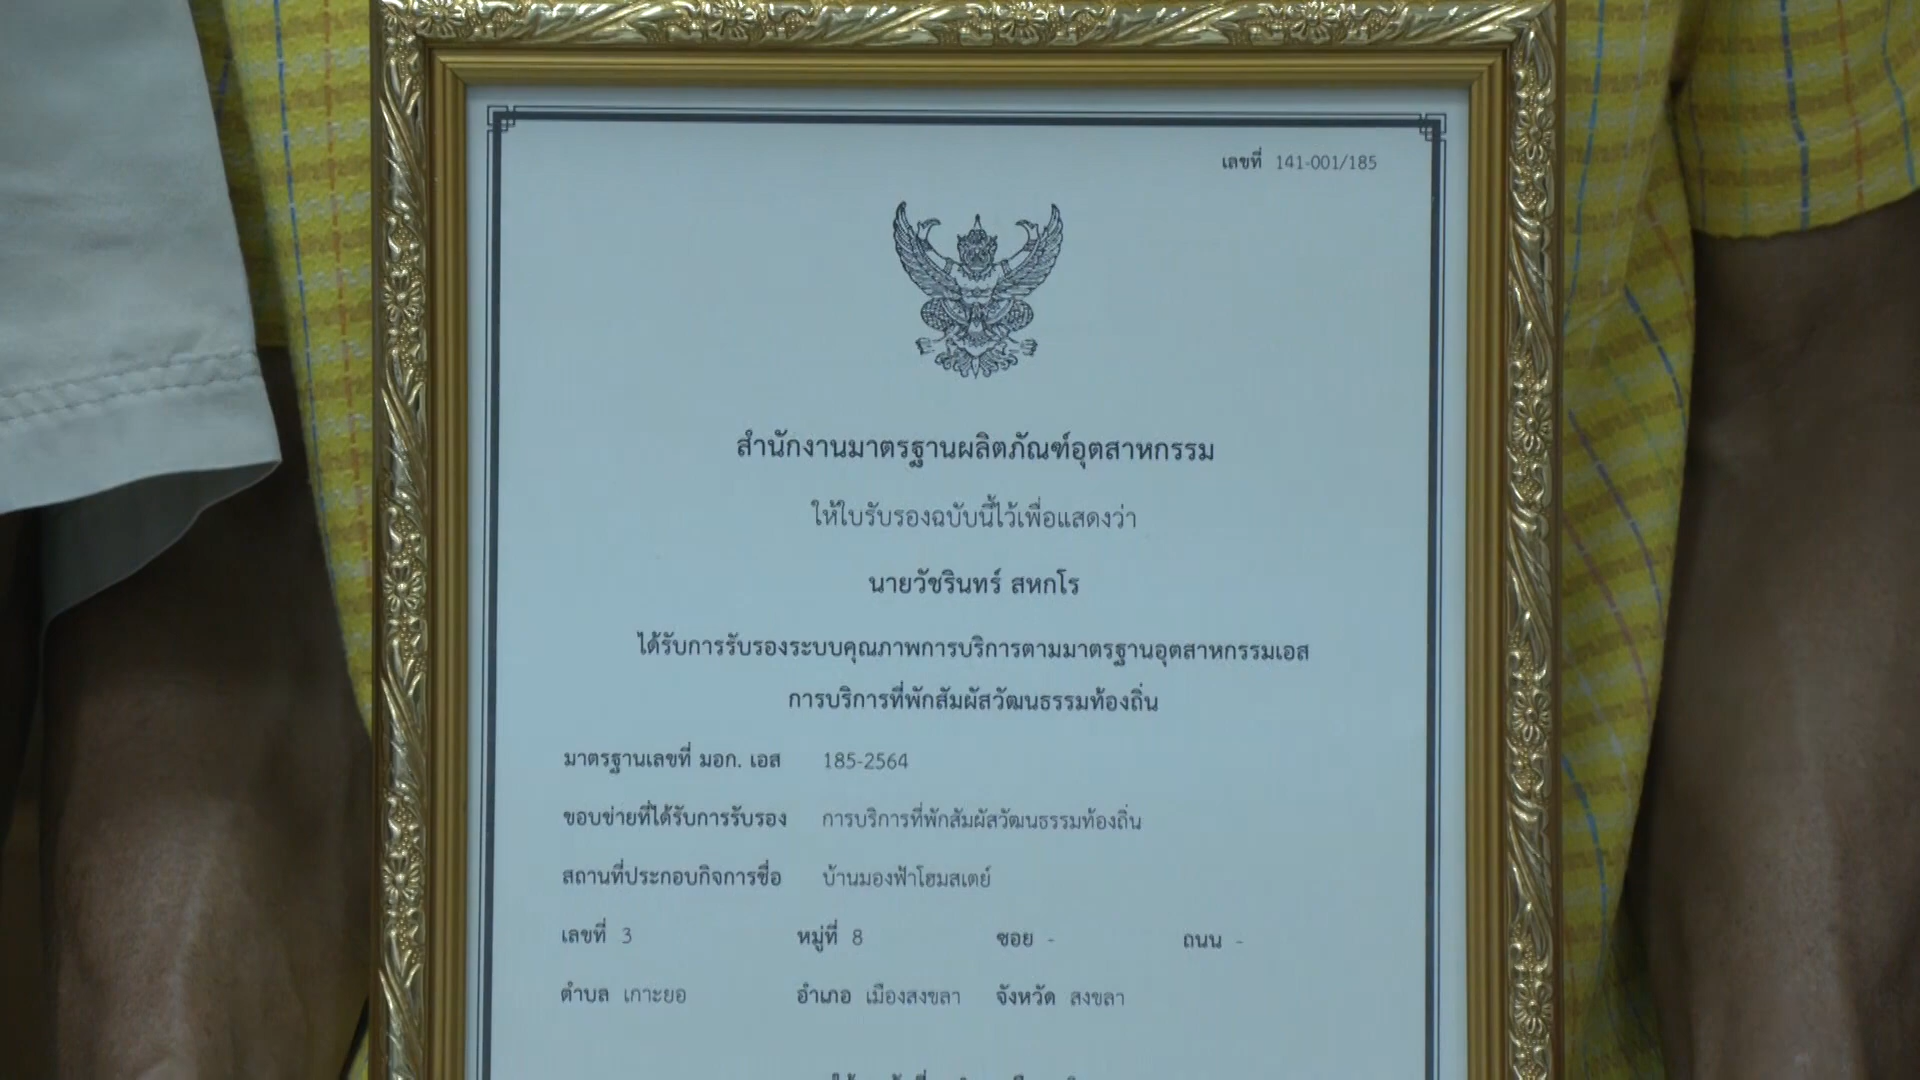 เลขที่ 141-001/185
สำนักงานมาตรฐานผลิตภัณฑ์อุตสาหกรรม
ให้ใบรับรองฉบับนี้ไว้เพื่อแสดงว่า
นายวัชรินทร์ สหกโร
ได้รับการรับรองระบบคุณภาพการบริการตามมาตรฐานอุตสาหกรรมเอส
การบริการที่พักสัมผัสวัฒนธรรมท้องถิ่น
มาตรฐานเลขที่ มอก. เอส 185-2564
ขอบข่ายที่ได้รับการรับรอง การบริการที่พักสัมผัสวัฒนธรรมท้องถิ่น
สถานที่ประกอบกิจการชื่อ บ้านมองฟ้าโฮมสเตย์
เลขที่ 3 หมู่ที่ 8 ซอย - ถนน -
ตำบล เกาะยอ อำเภอ เมืองสงขลา จังหวัด สงขลา